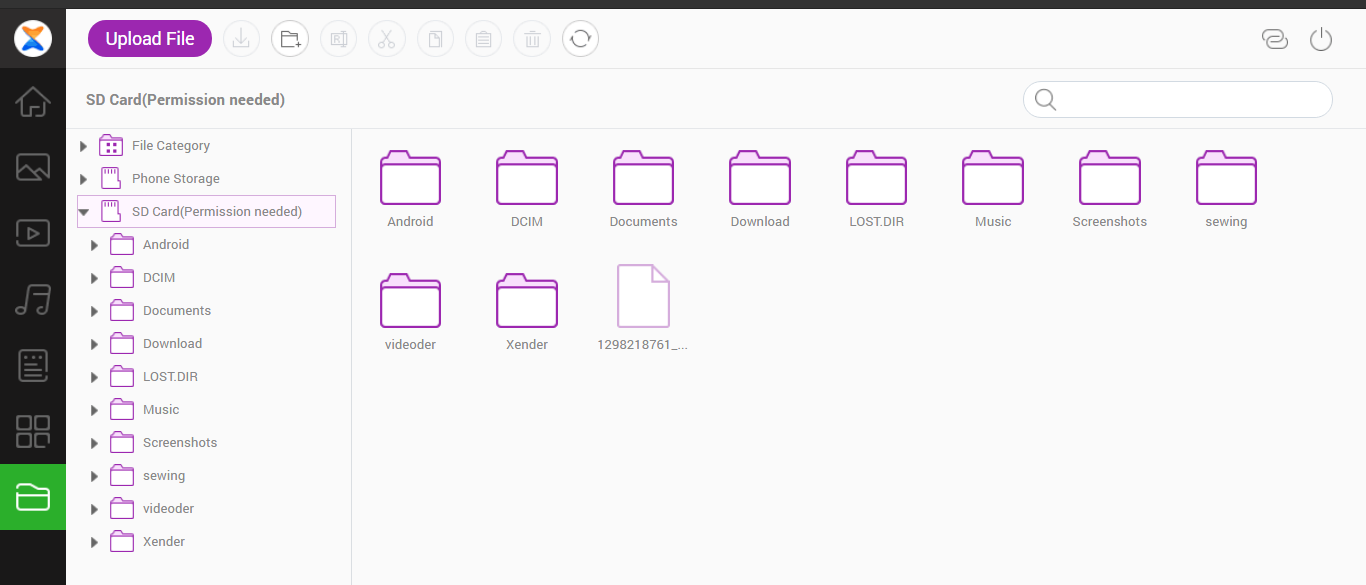 Upload File
SD Card(Permission needed)
File Category
Phone Storage
SD Card(Permission needed)
Android
DCIM
Documents
Download
LOST.DIR
Music
Screenshots
sewing
videoder
Xender
Android
DCIM
Documents
Download
LOST.DIR
Music
Screenshots
sewing
videoder
Xender
1298218761_...